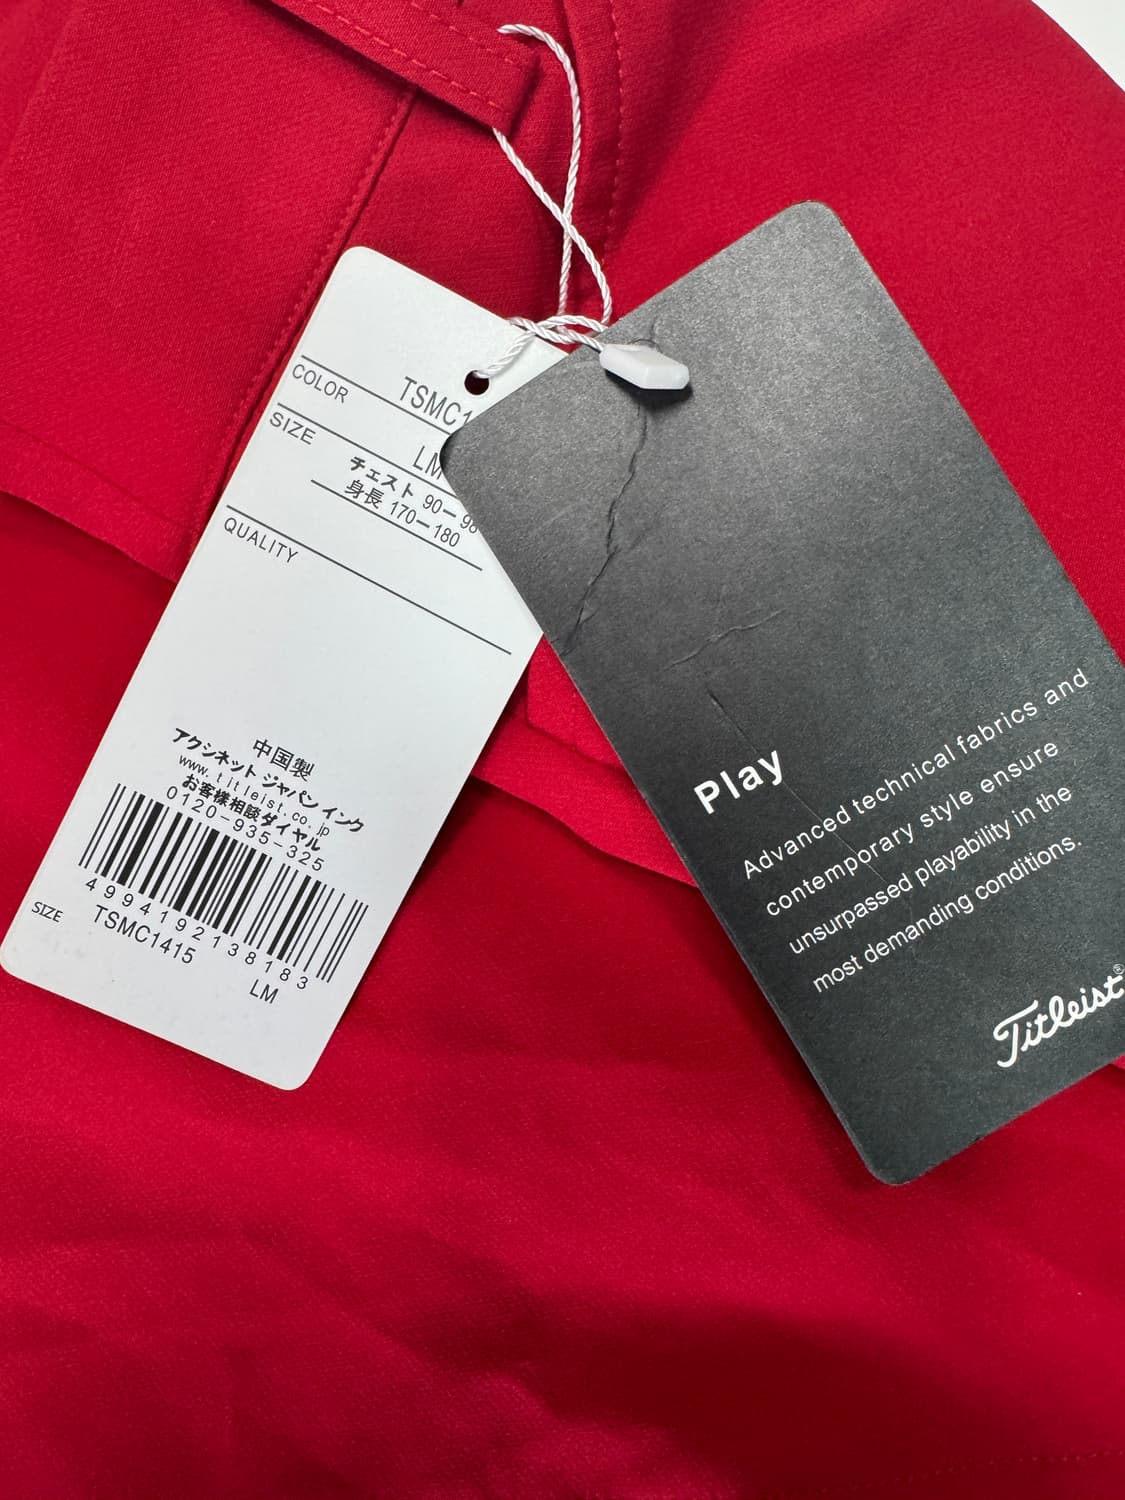 COLOR TSMC1
SIZE LM
チェスト 90－98
身長 170－180
QUALITY
中国製
アクシネット ジャパン インク
www.titleist.co.jp
お客様相談ダイヤル
0120-935-325
4994192138183
SIZE TSMC1415 LM
Play
Advanced technical fabrics and
contemporary style ensure
unsurpassed playability in the
most demanding conditions.
Titleist®